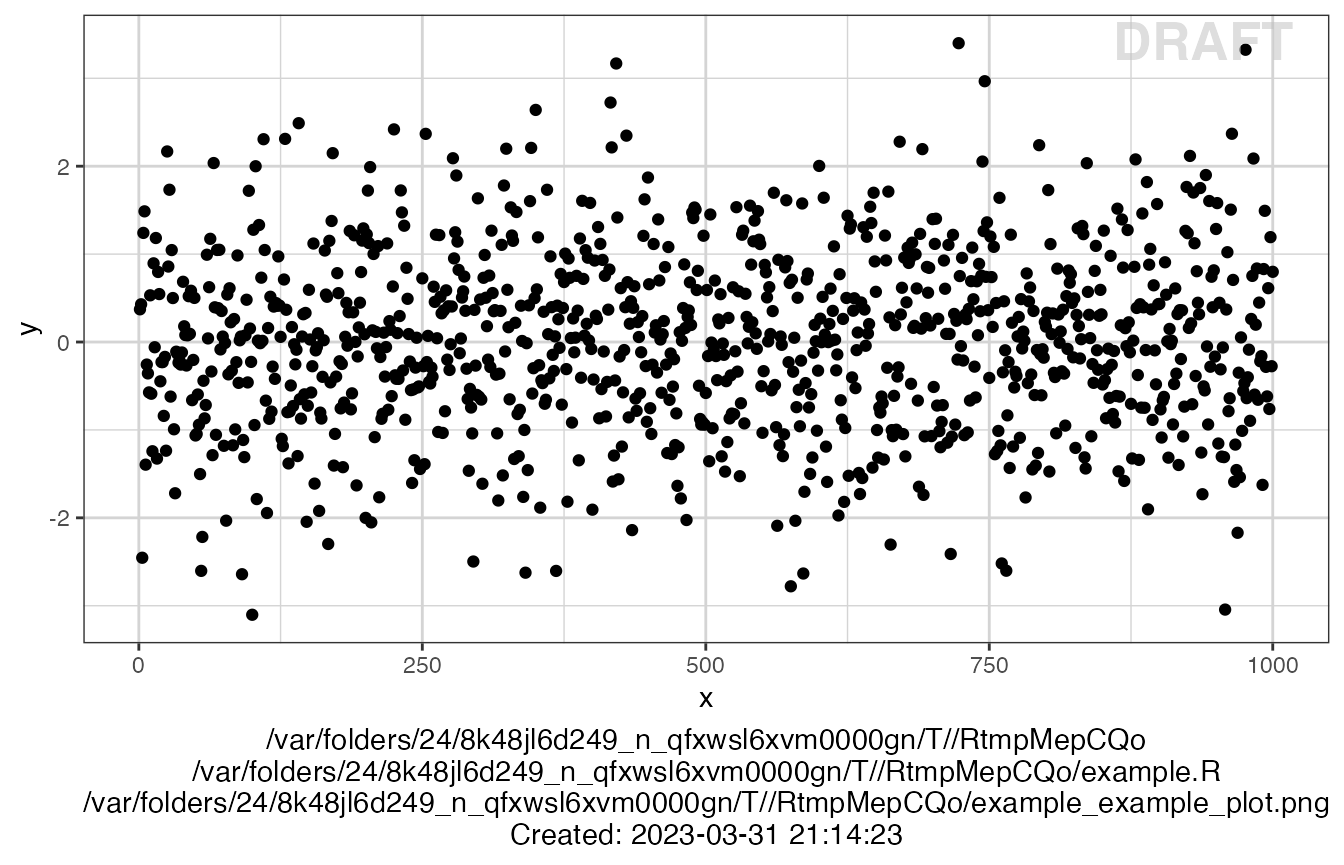 DRAFT
2
0
-2
y
0 250 500 750 1000
x
/var/folders/24/8k48jl6d249_n_qfxwsl6xvm0000gn/T//RtmpMepCQo
/var/folders/24/8k48jl6d249_n_qfxwsl6xvm0000gn/T//RtmpMepCQo/example.R
/var/folders/24/8k48jl6d249_n_qfxwsl6xvm0000gn/T//RtmpMepCQo/example_example_plot.png
Created: 2023-03-31 21:14:23